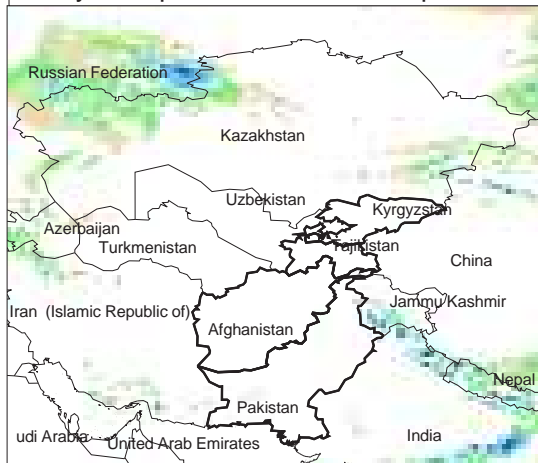 Russian Federation
Kazakhstan
Uzbekistan
Kyrgyzstan
Azerbaijan
Turkmenistan
Tajikistan
China
Iran (Islamic Republic of)
Jammu Kashmir
Afghanistan
Nepal
Pakistan
udi Arabia
United Arab Emirates
India